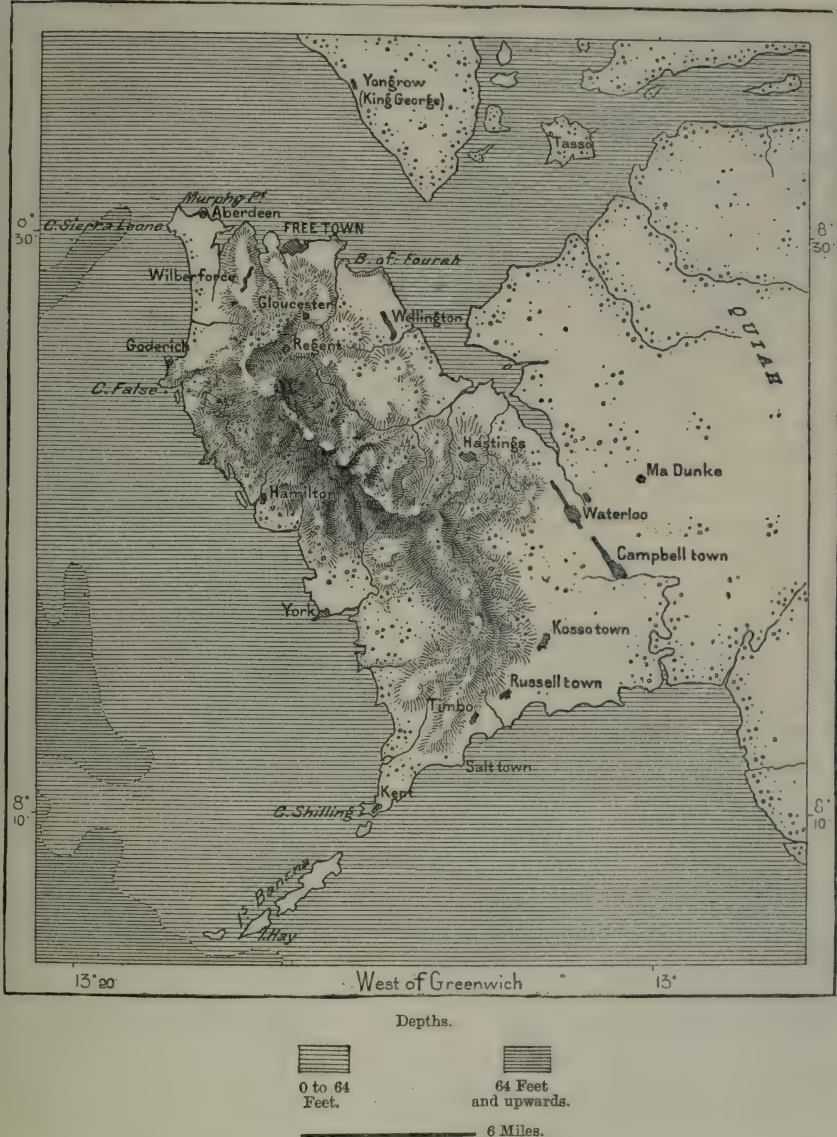 Yongrow
(King George)
Tasso
Murphy Pt
Aberdeen
C. Sierra Leone
FREE TOWN
8°
30'
8°
30'
B. of Fourah
Wilberforce
Gloucester
Wellington
QUIAH
Goderich
Regent
C. False
Hastings
Ma Dunke
Hamilton
Waterloo
Campbell town
York
Kosso town
Russell town
Timbo
Salt town
Kept
8°
10'
8°
10'
C. Shilling
Is. Banana
I. Hay
13° 20
West of Greenwich
13°
Depths.
0 to 64
Feet.
64 Feet
and upwards.
6 Miles.